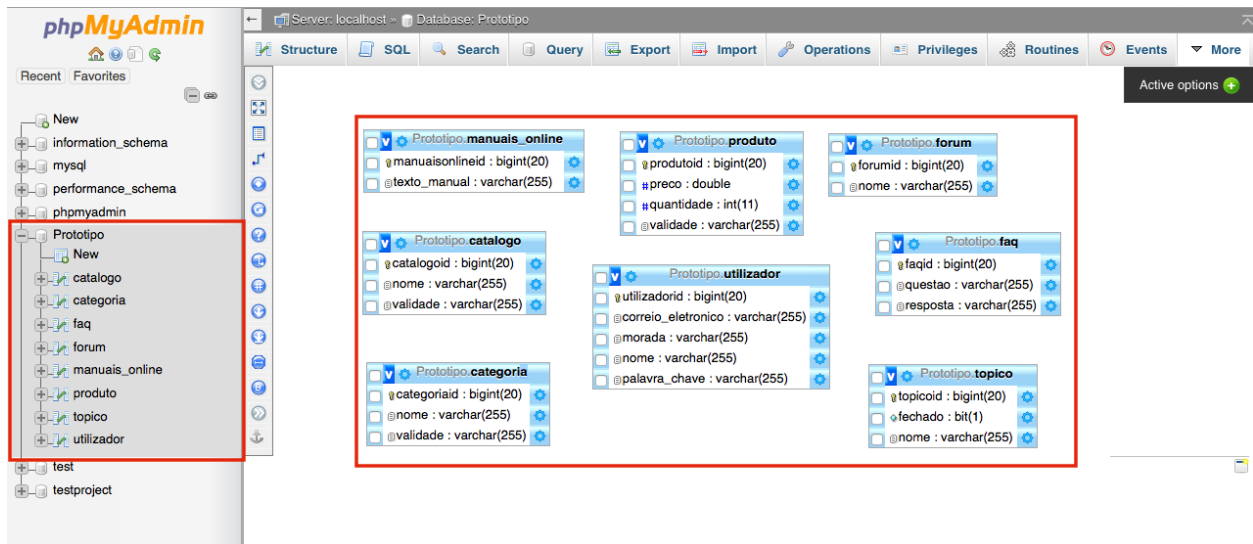 phpMyAdmin
Recent Favorites
New
information_schema
mysql
performance_schema
phpmyadmin
Prototipo
New
catalogo
categoria
faq
forum
manuais_online
produto
topico
utilizador
test
testproject
Server: localhost » Database: Prototipo
Structure SQL Search Query Export Import Operations Privileges Routines Events More
Active options
v Prototipo.manuais_online
manuaisonlineid : bigint(20)
texto_manual : varchar(255)
v Prototipo.produto
produtoid : bigint(20)
#preco : double
#quantidade : int(11)
validade : varchar(255)
v Prototipo.forum
forumid : bigint(20)
nome : varchar(255)
v Prototipo.catalogo
catalogoid : bigint(20)
nome : varchar(255)
validade : varchar(255)
v Prototipo.utilizador
utilizadorid : bigint(20)
correio_eletronico : varchar(255)
morada : varchar(255)
nome : varchar(255)
palavra_chave : varchar(255)
v Prototipo.faq
faqid : bigint(20)
questao : varchar(255)
resposta : varchar(255)
v Prototipo.categoria
categoriaid : bigint(20)
nome : varchar(255)
validade : varchar(255)
v Prototipo.topico
topicoid : bigint(20)
fechado : bit(1)
nome : varchar(255)